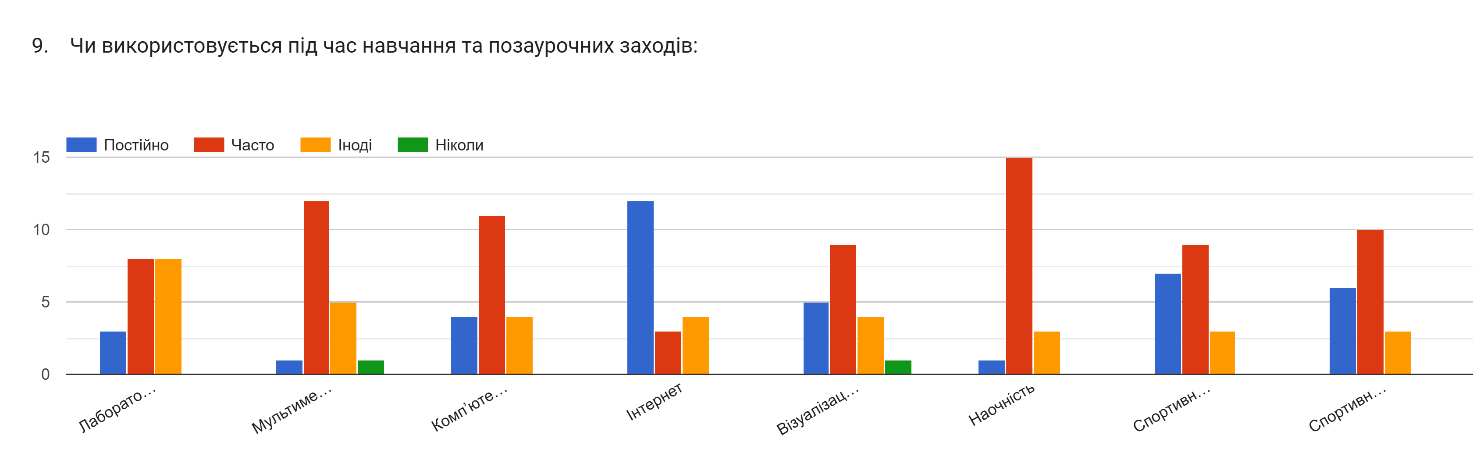 9. Чи використовується під час навчання та позаурочних заходів:
Постійно Часто Іноді Ніколи
15
10
5
0
Лаборато...
Мультиме...
Комп'юте...
Інтернет
Візуалізац...
Наочність
Спортивн...
Спортивн...